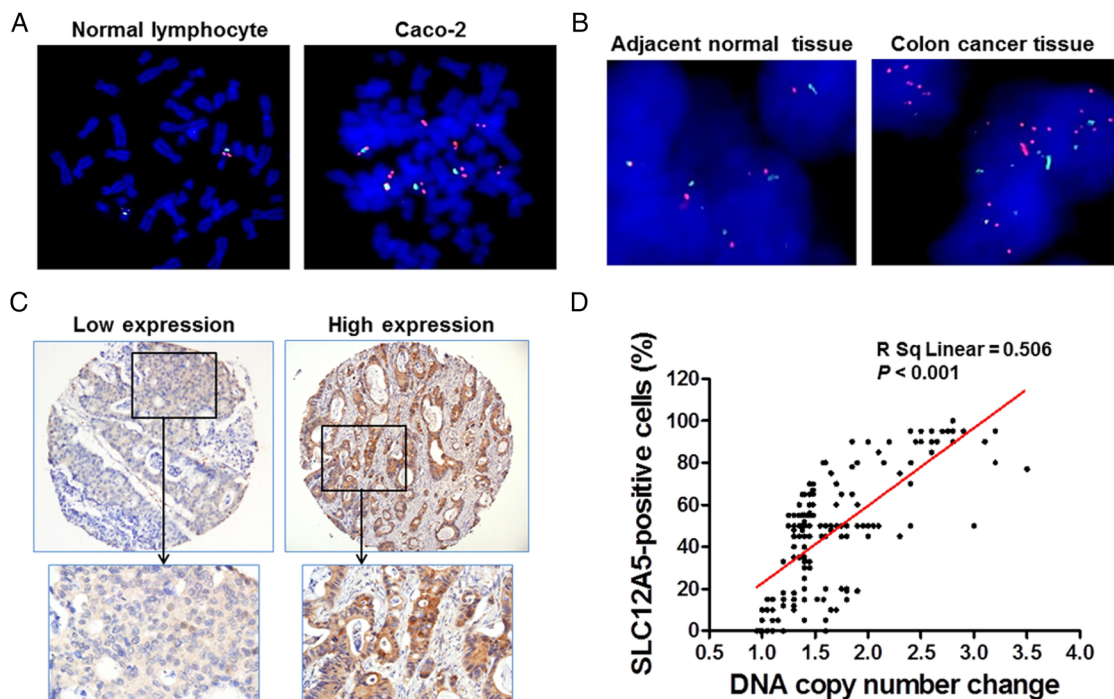 A
Normal lymphocyte
Caco-2
B
Adjacent normal tissue
Colon cancer tissue
C
Low expression
High expression
D
R Sq Linear = 0.506
P < 0.001
SLC12A5-positive cells (%)
120
100
80
60
40
20
0
0.5
1.0
1.5
2.0
2.5
3.0
3.5
4.0
DNA copy number change